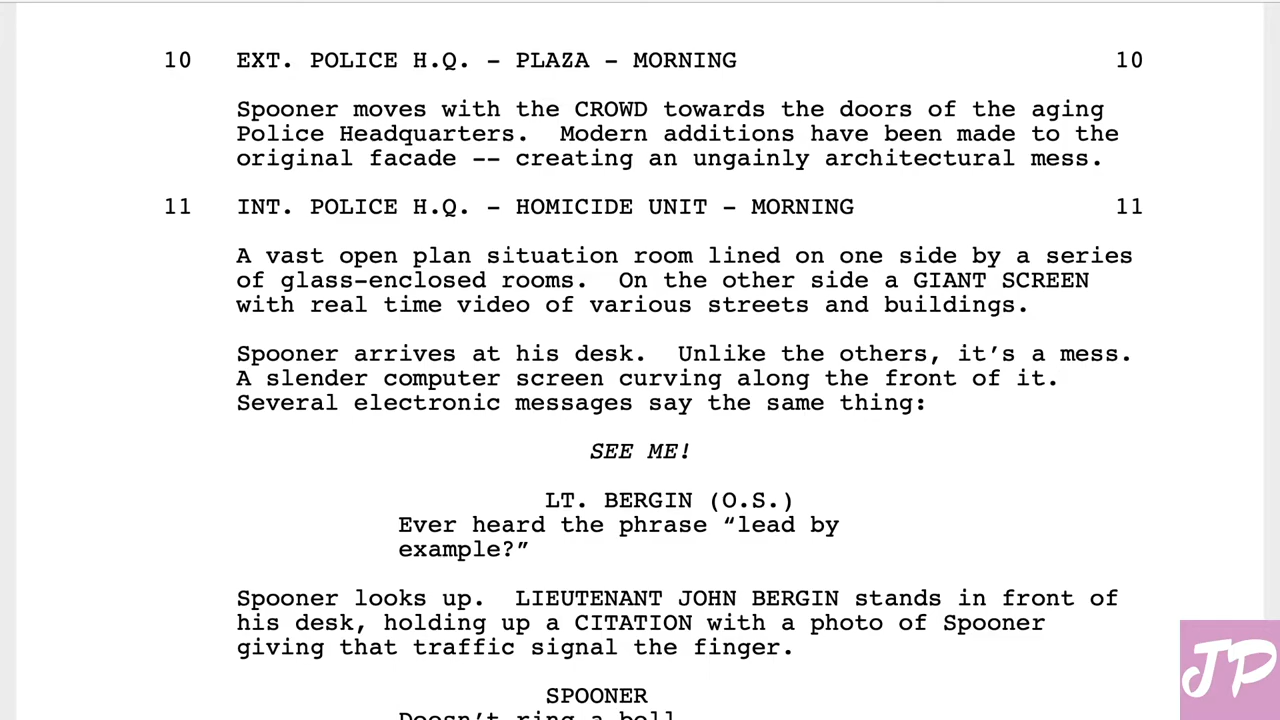 10 EXT. POLICE H.Q. – PLAZA – MORNING 10
Spooner moves with the CROWD towards the doors of the aging
Police Headquarters. Modern additions have been made to the
original facade -- creating an ungainly architectural mess.
11 INT. POLICE H.Q. – HOMICIDE UNIT – MORNING 11
A vast open plan situation room lined on one side by a series
of glass-enclosed rooms. On the other side a GIANT SCREEN
with real time video of various streets and buildings.
Spooner arrives at his desk. Unlike the others, it’s a mess.
A slender computer screen curving along the front of it.
Several electronic messages say the same thing:
SEE ME!
LT. BERGIN (O.S.)
Ever heard the phrase “lead by
example?”
Spooner looks up. LIEUTENANT JOHN BERGIN stands in front of
his desk, holding up a CITATION with a photo of Spooner
giving that traffic signal the finger.
SPOONER
Doesn’t ring a bell
JP